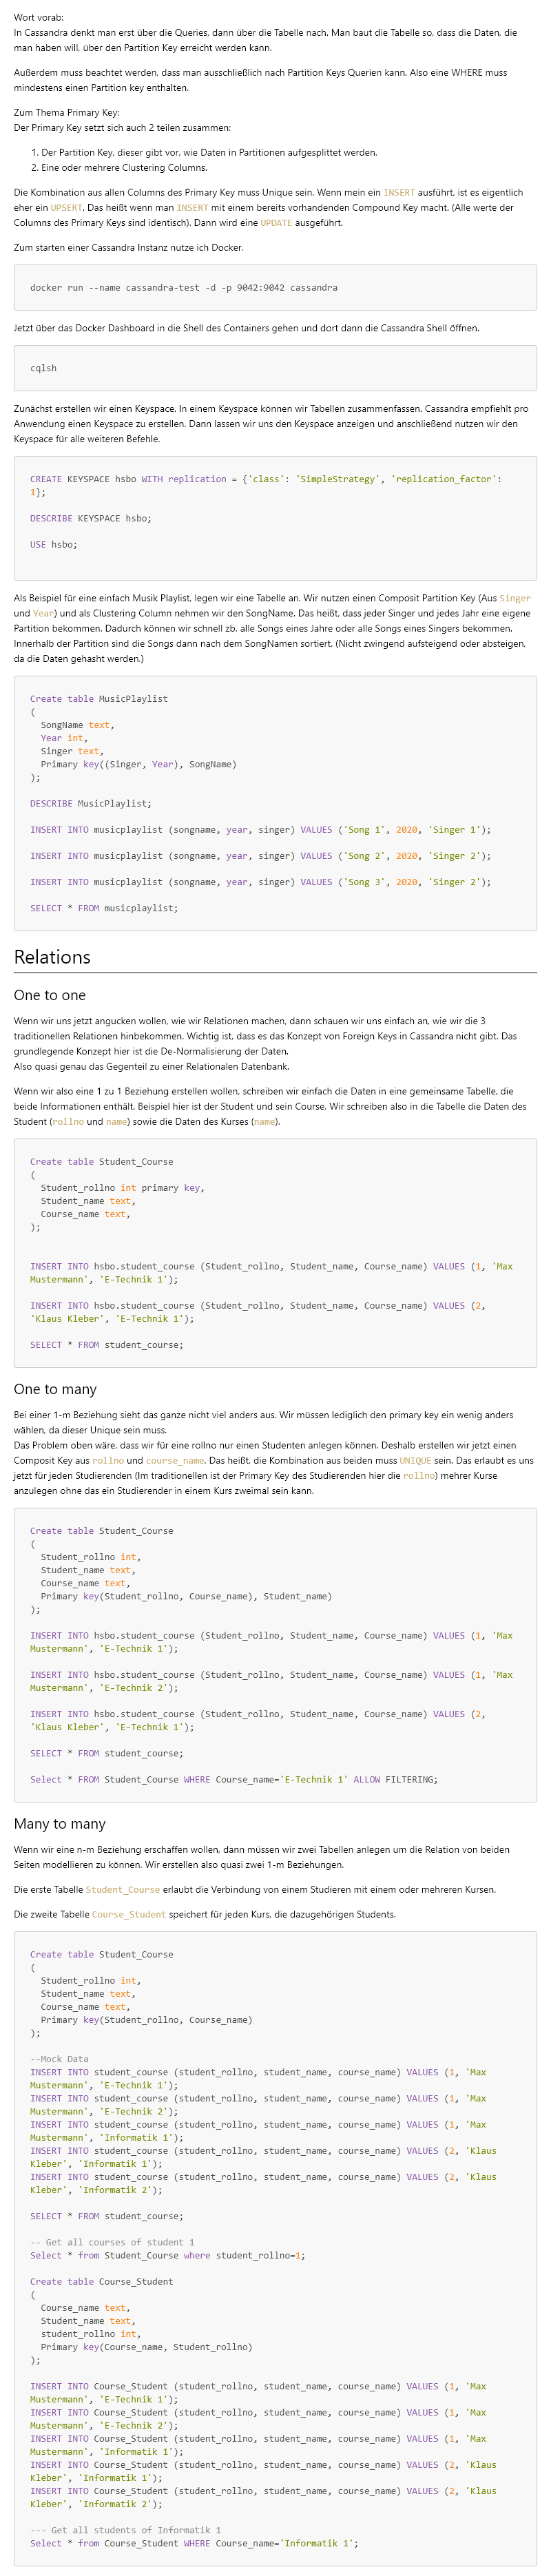 Wort vorab:
In Cassandra denkt man erst über die Queries, dann über die Tabelle nach. Man baut die Tabelle so, dass die Daten, die
man haben will, über den Partition Key erreicht werden kann.
Außerdem muss beachtet werden, dass man ausschließlich nach Partition Keys Querien kann. Also eine WHERE muss
mindestens einen Partition key enthalten.
Zum Thema Primary Key:
Der Primary Key setzt sich auch 2 teilen zusammen:
1. Der Partition Key, dieser gibt vor, wie Daten in Partitionen aufgesplittet werden.
2. Eine oder mehrere Clustering Columns.
Die Kombination aus allen Columns des Primary Key muss Unique sein. Wenn mein ein INSERT ausführt, ist es eigentlich
eher ein UPSERT. Das heißt wenn man INSERT mit einem bereits vorhandenden Compound Key macht. (Alle werte der
Columns des Primary Keys sind identisch). Dann wird eine UPDATE ausgeführt.
Zum starten einer Cassandra Instanz nutze ich Docker.
docker run --name cassandra-test -d -p 9042:9042 cassandra
Jetzt über das Docker Dashboard in die Shell des Containers gehen und dort dann die Cassandra Shell öffnen.
cqlsh
Zunächst erstellen wir einen Keyspace. In einem Keyspace können wir Tabellen zusammenfassen. Cassandra empfiehlt pro
Anwendung einen Keyspace zu erstellen. Dann lassen wir uns den Keyspace anzeigen und anschließend nutzen wir den
Keyspace für alle weiteren Befehle.
CREATE KEYSPACE hsbo WITH replication = {'class': 'SimpleStrategy', 'replication_factor':
1};
DESCRIBE KEYSPACE hsbo;
USE hsbo;
Als Beispiel für eine einfach Musik Playlist, legen wir eine Tabelle an. Wir nutzen einen Composit Partition Key (Aus Singer
und Year) und als Clustering Column nehmen wir den SongName. Das heißt, dass jeder Singer und jedes Jahr eine eigene
Partition bekommen. Dadurch können wir schnell zb. alle Songs eines Jahre oder alle Songs eines Singers bekommen.
Innerhalb der Partition sind die Songs dann nach dem SongNamen sortiert. (Nicht zwingend aufsteigend oder absteigen,
da die Daten gehasht werden.)
Create table MusicPlaylist
(
SongName text,
Year int,
Singer text,
Primary key((Singer, Year), SongName)
);
DESCRIBE MusicPlaylist;
INSERT INTO musicplaylist (songname, year, singer) VALUES ('Song 1', 2020, 'Singer 1');
INSERT INTO musicplaylist (songname, year, singer) VALUES ('Song 2', 2020, 'Singer 2');
INSERT INTO musicplaylist (songname, year, singer) VALUES ('Song 3', 2020, 'Singer 2');
SELECT * FROM musicplaylist;
Relations
One to one
Wenn wir uns jetzt angucken wollen, wie wir Relationen machen, dann schauen wir uns einfach an, wie wir die 3
traditionellen Relationen hinbekommen. Wichtig ist, dass es das Konzept von Foreign Keys in Cassandra nicht gibt. Das
grundlegende Konzept hier ist die De-Normalisierung der Daten.
Also quasi genau das Gegenteil zu einer Relationalen Datenbank.
Wenn wir also eine 1 zu 1 Beziehung erstellen wollen, schreiben wir einfach die Daten in eine gemeinsame Tabelle, die
beide Informationen enthält. Beispiel hier ist der Student und sein Course. Wir schreiben also in die Tabelle die Daten des
Student (rollno und name) sowie die Daten des Kurses (name).
Create table Student_Course
(
Student_rollno int primary key,
Student_name text,
Course_name text,
);
INSERT INTO hsbo.student_course (Student_rollno, Student_name, Course_name) VALUES (1, 'Max
Mustermann', 'E-Technik 1');
INSERT INTO hsbo.student_course (Student_rollno, Student_name, Course_name) VALUES (2,
'Klaus Kleber', 'E-Technik 1');
SELECT * FROM student_course;
One to many
Bei einer 1-m Beziehung sieht das ganze nicht viel anders aus. Wir müssen lediglich den primary key ein wenig anders
wählen, da dieser Unique sein muss.
Das Problem oben wäre, dass wir für eine rollno nur einen Studenten anlegen können. Deshalb erstellen wir jetzt einen
Composit Key aus rollno und course_name. Das heißt, die Kombination aus beiden muss UNIQUE sein. Das erlaubt es uns
jetzt für jeden Studierenden (Im traditionellen ist der Primary Key des Studierenden hier die rollno) mehrer Kurse
anzulegen ohne das ein Studierender in einem Kurs zweimal sein kann.
Create table Student_Course
(
Student_rollno int,
Student_name text,
Course_name text,
Primary key(Student_rollno, Course_name), Student_name)
);
INSERT INTO hsbo.student_course (Student_rollno, Student_name, Course_name) VALUES (1, 'Max
Mustermann', 'E-Technik 1');
INSERT INTO hsbo.student_course (Student_rollno, Student_name, Course_name) VALUES (1, 'Max
Mustermann', 'E-Technik 2');
INSERT INTO hsbo.student_course (Student_rollno, Student_name, Course_name) VALUES (2,
'Klaus Kleber', 'E-Technik 1');
SELECT * FROM student_course;
Select * FROM Student_Course WHERE Course_name='E-Technik 1' ALLOW FILTERING;
Many to many
Wenn wir eine n-m Beziehung erschaffen wollen, dann müssen wir zwei Tabellen anlegen um die Relation von beiden
Seiten modellieren zu können. Wir erstellen also quasi zwei 1-m Beziehungen.
Die erste Tabelle Student_Course erlaubt die Verbindung von einem Studieren mit einem oder mehreren Kursen.
Die zweite Tabelle Course_Student speichert für jeden Kurs, die dazugehörigen Students.
Create table Student_Course
(
Student_rollno int,
Student_name text,
Course_name text,
Primary key(Student_rollno, Course_name)
);
--Mock Data
INSERT INTO student_course (student_rollno, student_name, course_name) VALUES (1, 'Max
Mustermann', 'E-Technik 1');
INSERT INTO student_course (student_rollno, student_name, course_name) VALUES (1, 'Max
Mustermann', 'E-Technik 2');
INSERT INTO student_course (student_rollno, student_name, course_name) VALUES (1, 'Max
Mustermann', 'Informatik 1');
INSERT INTO student_course (student_rollno, student_name, course_name) VALUES (2, 'Klaus
Kleber', 'Informatik 1');
INSERT INTO student_course (student_rollno, student_name, course_name) VALUES (2, 'Klaus
Kleber', 'Informatik 2');
SELECT * FROM student_course;
-- Get all courses of student 1
Select * from Student_Course where student_rollno=1;
Create table Course_Student
(
Course_name text,
Student_name text,
student_rollno int,
Primary key(Course_name, Student_rollno)
);
INSERT INTO Course_Student (student_rollno, student_name, course_name) VALUES (1, 'Max
Mustermann', 'E-Technik 1');
INSERT INTO Course_Student (student_rollno, student_name, course_name) VALUES (1, 'Max
Mustermann', 'E-Technik 2');
INSERT INTO Course_Student (student_rollno, student_name, course_name) VALUES (1, 'Max
Mustermann', 'Informatik 1');
INSERT INTO Course_Student (student_rollno, student_name, course_name) VALUES (2, 'Klaus
Kleber', 'Informatik 1');
INSERT INTO Course_Student (student_rollno, student_name, course_name) VALUES (2, 'Klaus
Kleber', 'Informatik 2');
--- Get all students of Informatik 1
Select * from Course_Student WHERE Course_name='Informatik 1';